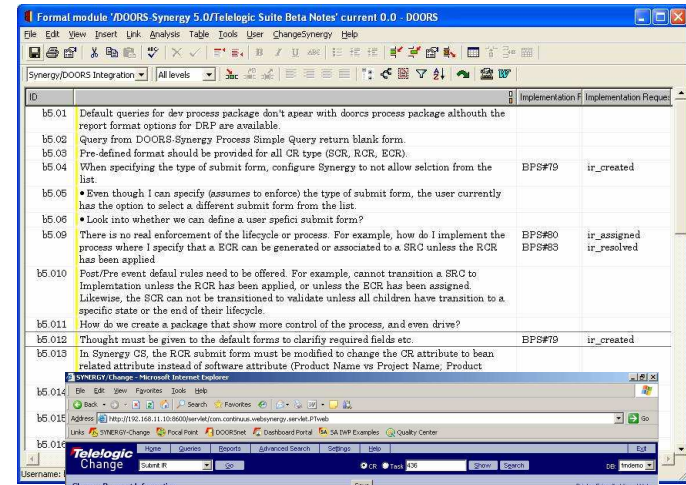 Formal module '/DOORS-Synergy 5.0/Telelogic Suite Beta Notes' current 0.0 - DOORS
File Edit View Insert Link Analysis Table Tools User ChangeSynergy Help
Synergy/DOORS Integration All levels
ID Implementation F Implementation Reques
b5.01 Default queries for dev process package don't apear with doorcs process package althouth the
report format options for DRP are available.
b5.02 Query from DOORS-Synergy Process Simple Query return blank form.
b5.03 Pre-defined format should be provided for all CR type (SCR, RCR, ECR).
b5.04 When specifying the type of submit form, configure Synergy to not allow selction from the BPS#79 ir_created
list.
b5.05 • Even though I can specify (assumes to enforce) the type of submit form, the user currently
has the option to select a different submit form from the list.
b5.06 • Look into whether we can define a user spefici submit form?
b5.09 There is no real enforcement of the lifecycle or process. For example, how do I implement the BPS#80 ir_assigned
process where I specify that a ECR can be generated or associated to a SRC unless the RCR BPS#83 ir_resolved
has been applied
b5.010 Post/Pre event defaul rules need to be offered. For example, cannot transition a SRC to
Implemtation unless the RCR has been applied, or unless the ECR has been assigned.
Likewise, the SCR can not be transitioned to validate unless all children have transition to a
specific state or the end of their lifecycle.
b5.011 How do we create a package that show more control of the process, and even drive?
b5.012 Thought must be given to the default forms to clarifiy required fields etc. BPS#79 ir_created
b5.013 In Synergy CS, the RCR submit form must be modified to change the CR attribute to bean
related attribute instead of software attribute (Product Name vs Project Name; Product
b5.014
b5.015
b5.016
Username:
SYNERGY/Change - Microsoft Internet Explorer
File Edit View Favorites Tools Help
Back Search Favorites
Address http://192.168.11.10:8600/servlet/com.continuus.websynergy.servlet.PTweb Go
Links SYNERGY-Change Focal Point DOORSnet Dashboard Portal SA IWP Examples Quality Center
Telelogic Home Queries Reports Advanced Search Settings Help Exit
Change Submit IR Go CR Task 436 Show Search DB: tmdemo